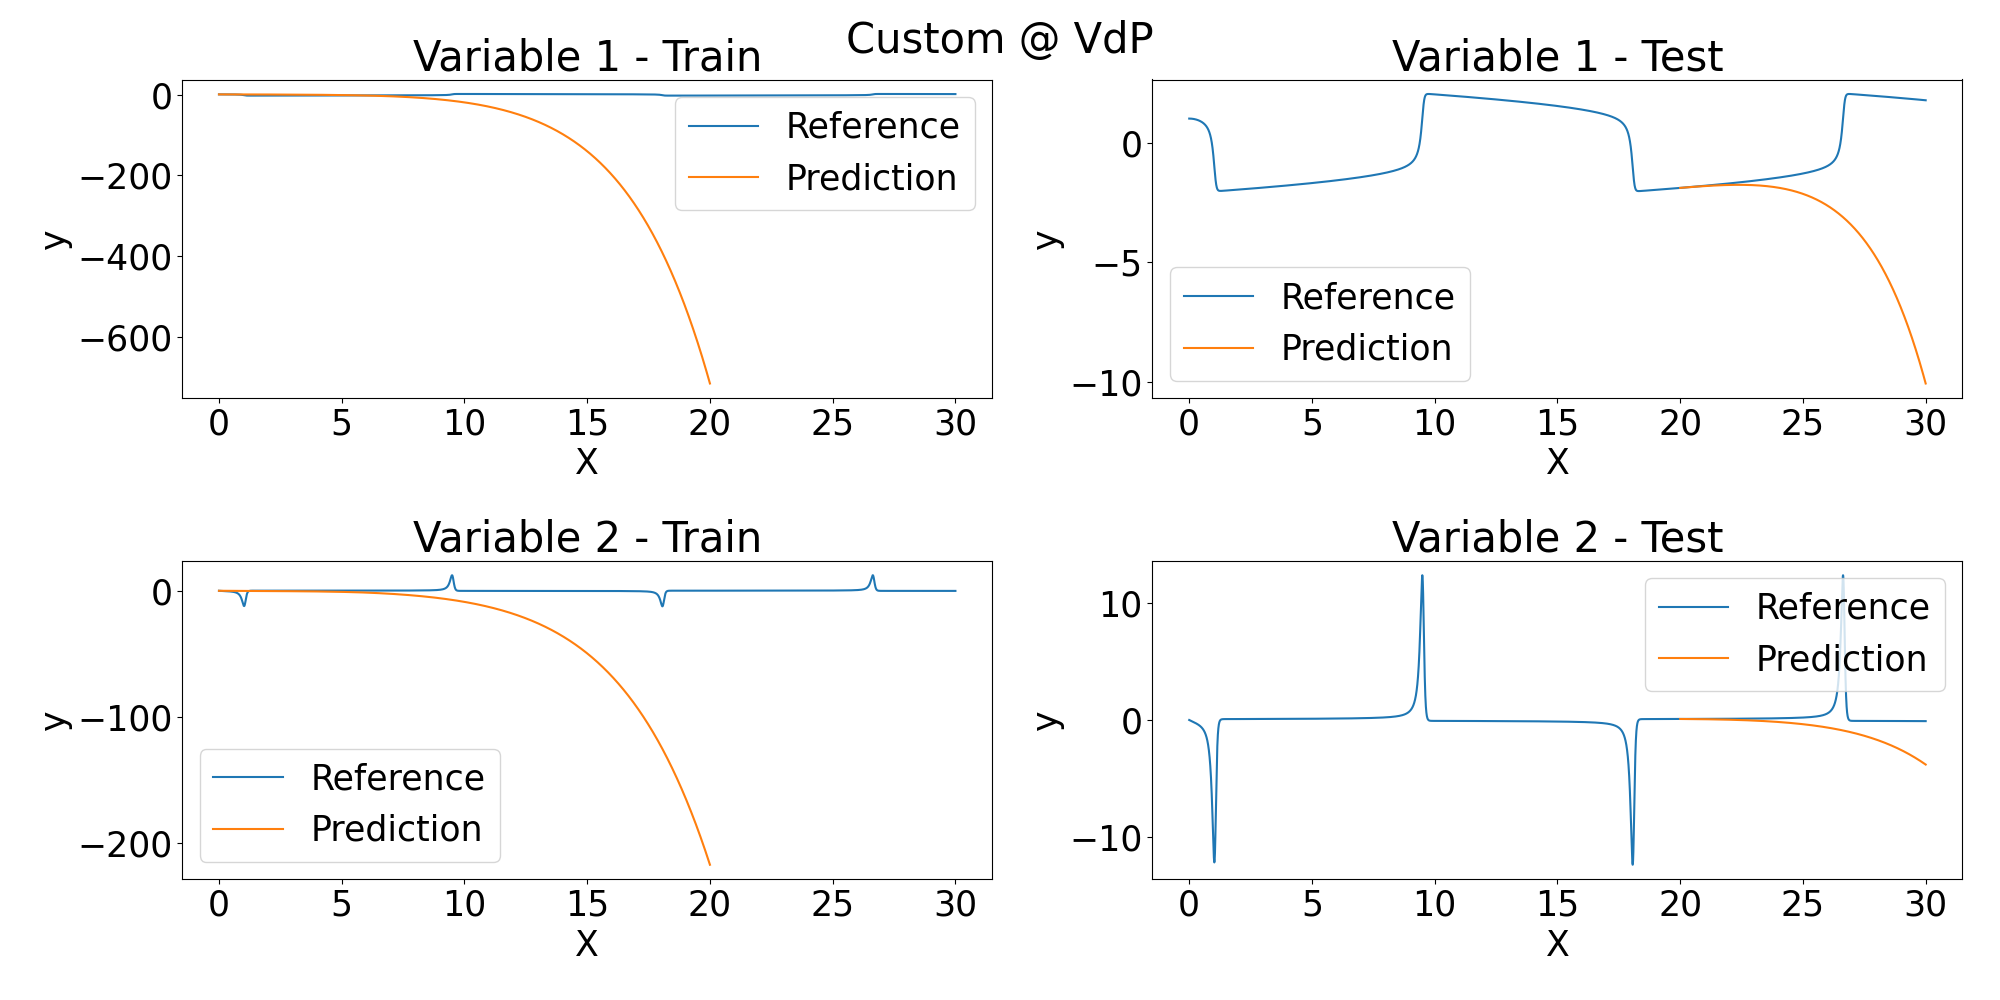 Custom @ VdP
Variable 1 - Train
0
−200
−400
−600
y
Reference
Prediction
0 5 10 15 20 25 30
X
Variable 1 - Test
0
−5
−10
y
Reference
Prediction
0 5 10 15 20 25 30
X
Variable 2 - Train
0
−100
−200
y
Reference
Prediction
0 5 10 15 20 25 30
X
Variable 2 - Test
10
0
−10
y
Reference
Prediction
0 5 10 15 20 25 30
X